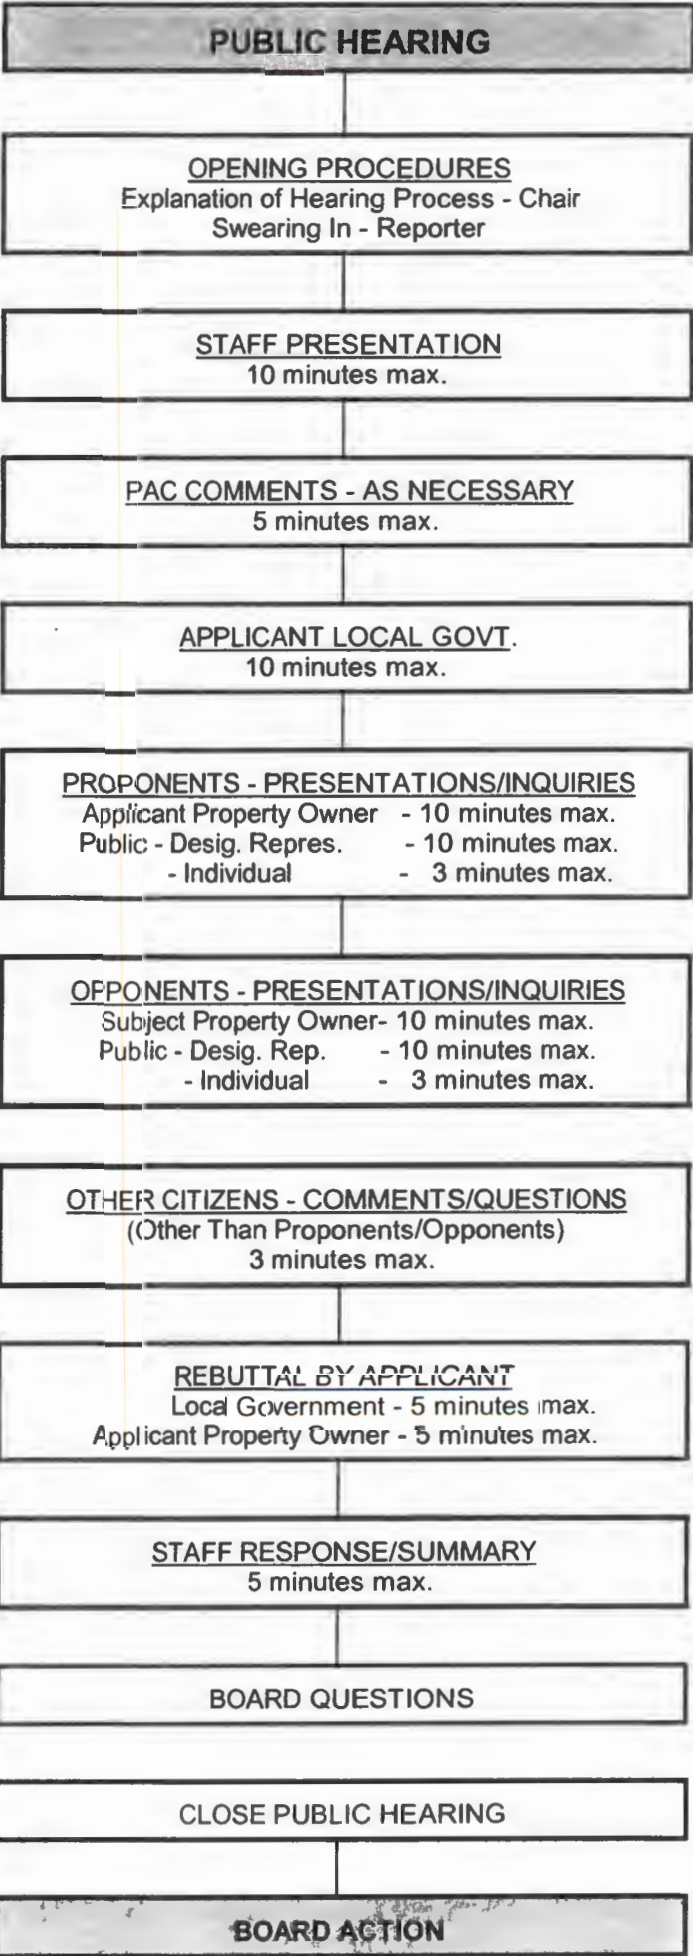 PUBLIC HEARING
OPENING PROCEDURES
Explanation of Hearing Process - Chair
Swearing In - Reporter
STAFF PRESENTATION
10 minutes max.
PAC COMMENTS - AS NECESSARY
5 minutes max.
APPLICANT LOCAL GOVT.
10 minutes max.
PROPONENTS - PRESENTATIONS/INQUIRIES
Applicant Property Owner - 10 minutes max.
Public - Desig. Repres. - 10 minutes max.
- Individual - 3 minutes max.
OPPONENTS - PRESENTATIONS/INQUIRIES
Subject Property Owner- 10 minutes max.
Public - Desig. Rep. - 10 minutes max.
- Individual - 3 minutes max.
OTHER CITIZENS - COMMENTS/QUESTIONS
(Other Than Proponents/Opponents)
3 minutes max.
REBUTTAL BY APPLICANT
Local Government - 5 minutes max.
Applicant Property Owner - 5 minutes max.
STAFF RESPONSE/SUMMARY
5 minutes max.
BOARD QUESTIONS
CLOSE PUBLIC HEARING
BOARD ACTION